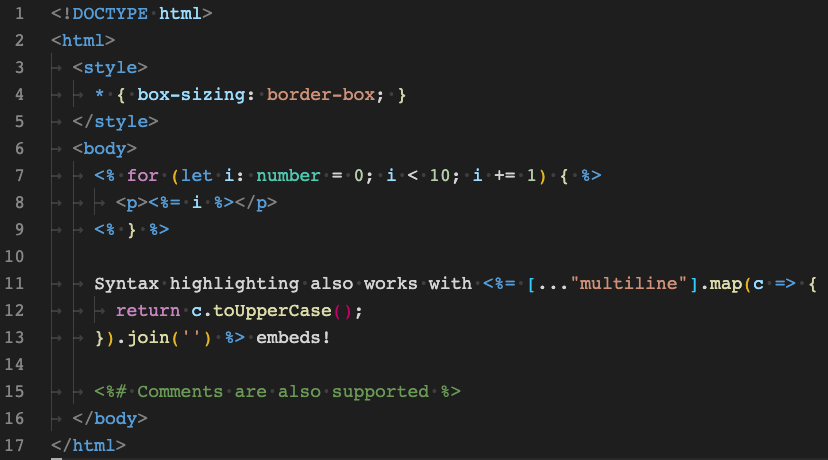 1 <!DOCTYPE html>
2 <html>
3 <style>
4 * { box-sizing: border-box; }
5 </style>
6 <body>
7 <% for (let i: number = 0; i < 10; i += 1) { %>
8 <p><%= i %></p>
9 <% } %>
10
11 Syntax highlighting also works with <%= [..."multiline"].map(c => {
12 return c.toUpperCase();
13 }).join('') %> embeds!
14
15 <%# Comments are also supported %>
16 </body>
17 </html>